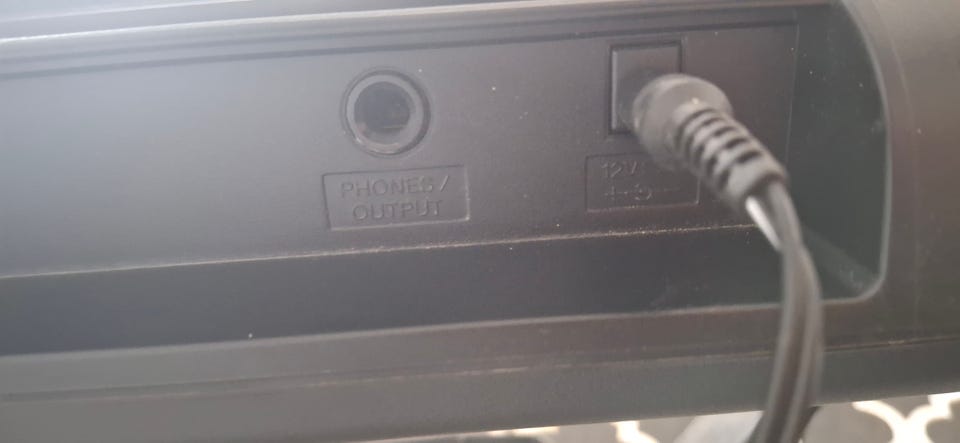 PHONES/
OUTPUT
12V